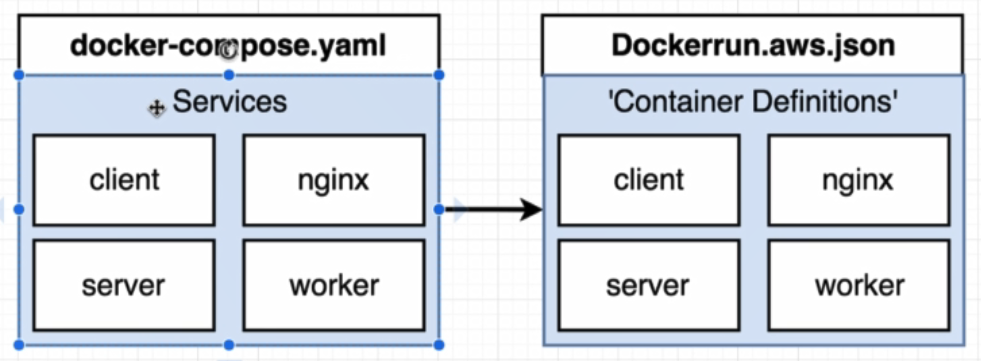 docker-compose.yaml
Services
client
nginx
server
worker
Dockerrun.aws.json
'Container Definitions'
client
nginx
server
worker